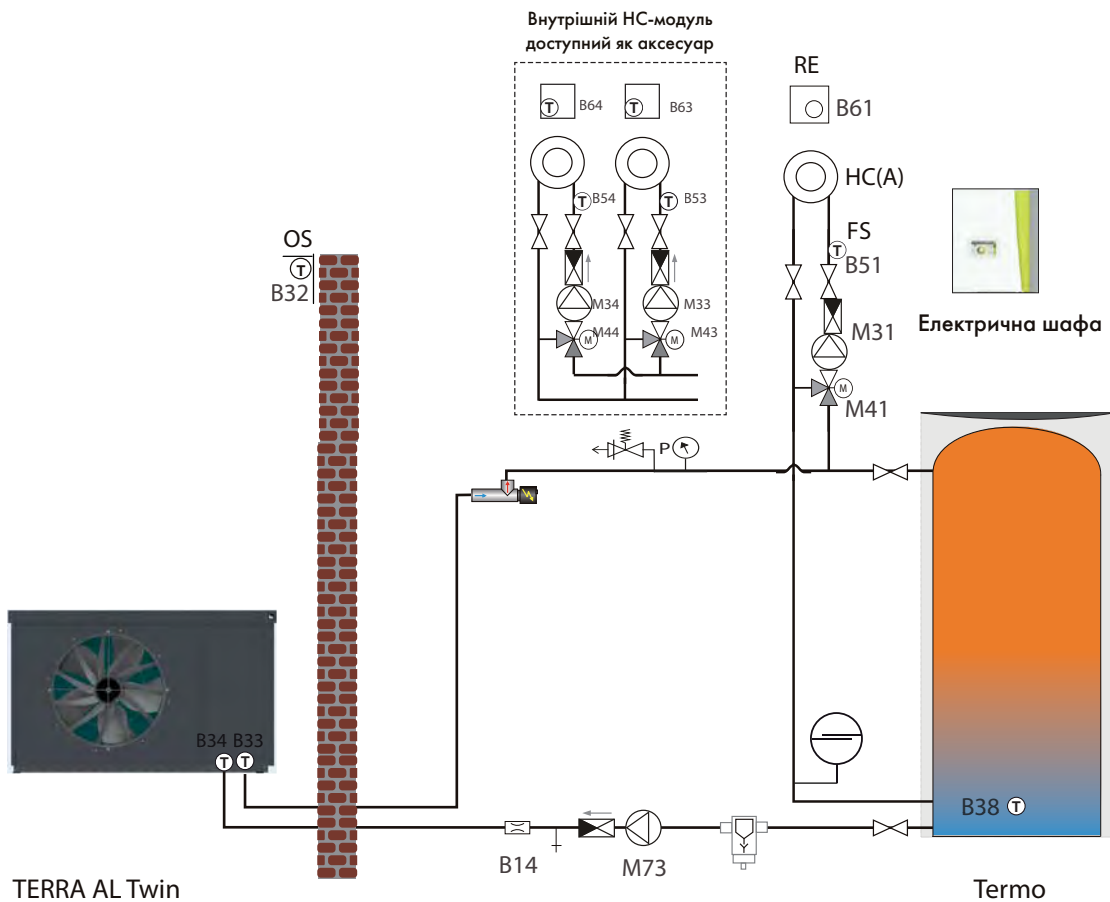 Внутрішній HC-модуль
доступний як аксесуар
RE
T B64
T B63
B61
HC(A)
T B54
T B53
OS
T
B32
FS
T
B51
M34
M33
M31
Електрична шафа
M44
M
M43
M
M
M41
P
B34 B33
T T
B38 T
B14
M73
TERRA AL Twin
Termo